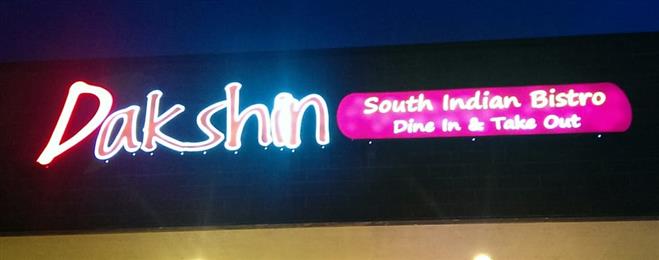 Dakshin
South Indian Bistro
Dine In & Take Out